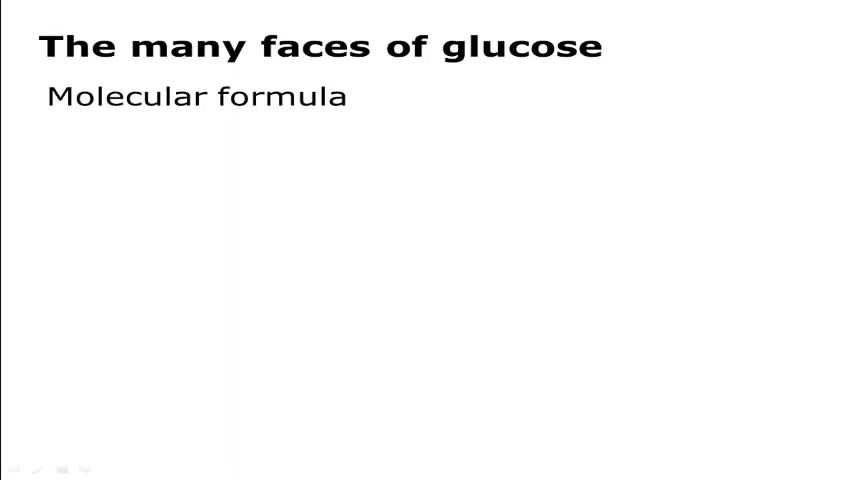 The many faces of glucose
Molecular formula